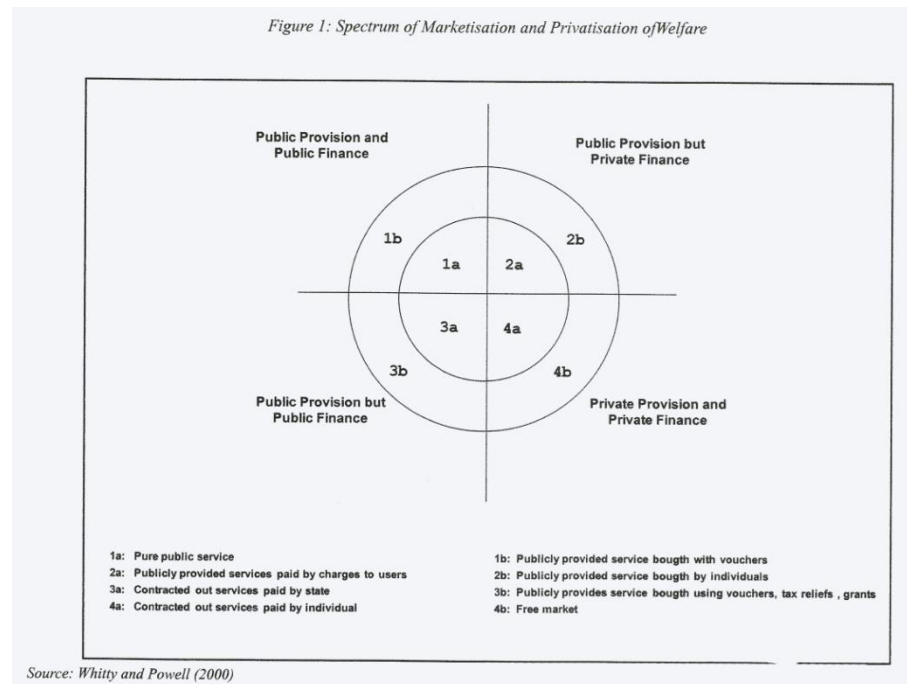 Figure 1: Spectrum of Marketisation and Privatisation ofWelfare
Public Provision and
Public Finance
Public Provision but
Private Finance
1b
2b
1a
2a
3a
4a
3b
4b
Public Provision but
Public Finance
Private Provision and
Private Finance
1a: Pure public service
2a: Publicly provided services paid by charges to users
3a: Contracted out services paid by state
4a: Contracted out services paid by individual
1b: Publicly provided service bougth with vouchers
2b: Publicly provided service bougth by individuals
3b: Publicly provides service bougth using vouchers, tax reliefs , grants
4b: Free market
Source: Whitty and Powell (2000)